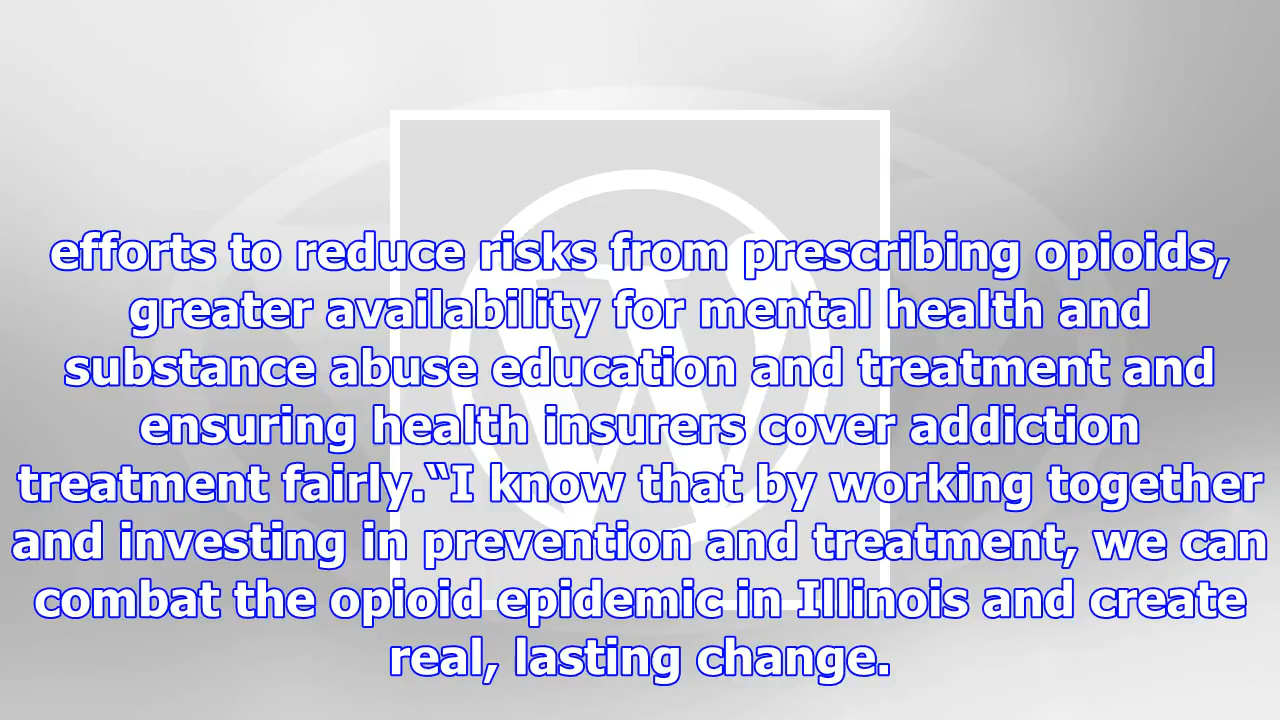 efforts to reduce risks from prescribing opioids,
greater availability for mental health and
substance abuse education and treatment and
ensuring health insurers cover addiction
treatment fairly.“I know that by working together
and investing in prevention and treatment, we can
combat the opioid epidemic in Illinois and create
real, lasting change.